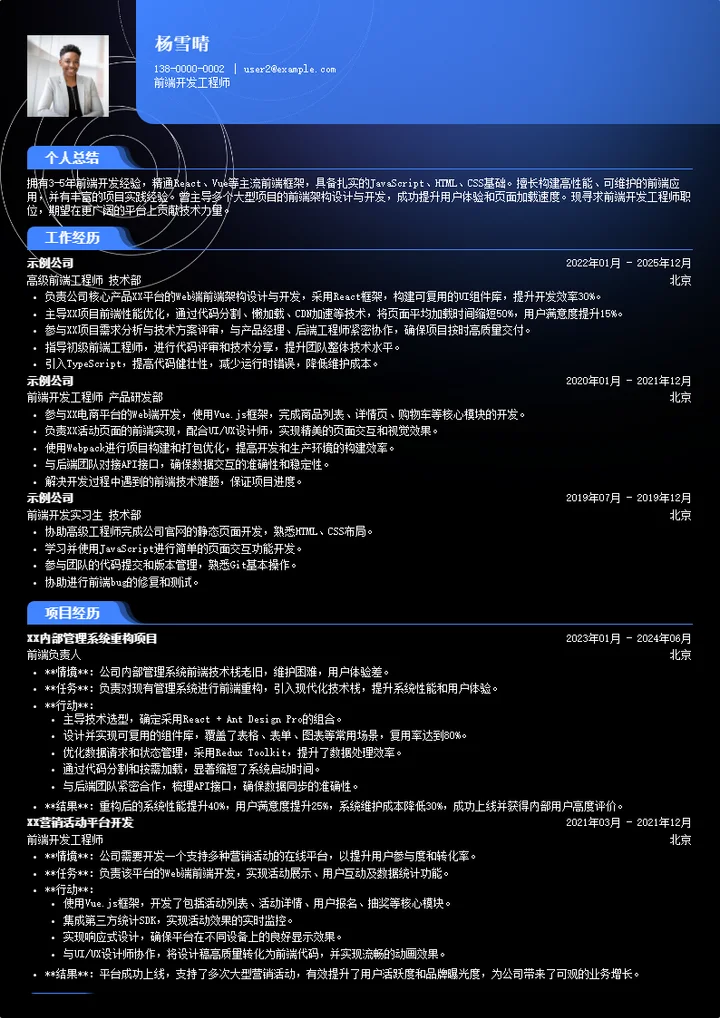 杨雪晴
138-0000-0002 | user2@example.com
前端开发工程师
个人总结
拥有3-5年前端开发经验，精通React、Vue等主流前端框架，具备扎实的JavaScript、HTML、CSS基础。擅长构建高性能、可维护的前端应
用，并有丰富的项目实践经验。曾主导多个大型项目的前端架构设计与开发，成功提升用户体验和页面加载速度。现寻求前端开发工程师职
位，期望在更广阔的平台上贡献技术力量。
工作经历
示例公司 2022年01月 - 2025年12月
高级前端工程师 技术部 北京
• 负责公司核心产品XX平台的Web端前端架构设计与开发，采用React框架，构建可复用的UI组件库，提升开发效率30%。
• 主导XX项目前端性能优化，通过代码分割、懒加载、CDN加速等技术，将页面平均加载时间缩短50%，用户满意度提升15%。
• 参与XX项目需求分析与技术方案评审，与产品经理、后端工程师紧密协作，确保项目按时高质量交付。
• 指导初级前端工程师，进行代码评审和技术分享，提升团队整体技术水平。
• 引入TypeScript，提高代码健壮性，减少运行时错误，降低维护成本。
示例公司 2020年01月 - 2021年12月
前端开发工程师 产品研发部 北京
• 参与XX电商平台的Web端开发，使用Vue.js框架，完成商品列表、详情页、购物车等核心模块的开发。
• 负责XX活动页面的前端实现，配合UI/UX设计师，实现精美的页面交互和视觉效果。
• 使用Webpack进行项目构建和打包优化，提高开发和生产环境的构建效率。
• 与后端团队对接API接口，确保数据交互的准确性和稳定性。
• 解决开发过程中遇到的前端技术难题，保证项目进度。
示例公司 2019年07月 - 2019年12月
前端开发实习生 技术部 北京
• 协助高级工程师完成公司官网的静态页面开发，熟悉HTML、CSS布局。
• 学习并使用JavaScript进行简单的页面交互功能开发。
• 参与团队的代码提交和版本管理，熟悉Git基本操作。
• 协助进行前端bug的修复和测试。
项目经历
XX内部管理系统重构项目 2023年01月 - 2024年06月
前端负责人 北京
• **情境**：公司内部管理系统前端技术栈老旧，维护困难，用户体验差。
• **任务**：负责对现有管理系统进行前端重构，引入现代化技术栈，提升系统性能和用户体验。
• **行动**：
• 主导技术选型，确定采用React + Ant Design Pro的组合。
• 设计并实现可复用的组件库，覆盖了表格、表单、图表等常用场景，复用率达到80%。
• 优化数据请求和状态管理，采用Redux Toolkit，提升了数据处理效率。
• 通过代码分割和按需加载，显著缩短了系统启动时间。
• 与后端团队紧密合作，梳理API接口，确保数据同步的准确性。
• **结果**：重构后的系统性能提升40%，用户满意度提升25%，系统维护成本降低30%，成功上线并获得内部用户高度评价。
XX营销活动平台开发 2021年03月 - 2021年12月
前端开发工程师 北京
• **情境**：公司需要开发一个支持多种营销活动的在线平台，以提升用户参与度和转化率。
• **任务**：负责该平台的Web端前端开发，实现活动展示、用户互动及数据统计功能。
• **行动**：
• 使用Vue.js框架，开发了包括活动列表、活动详情、用户报名、抽奖等核心模块。
• 集成第三方统计SDK，实现活动效果的实时监控。
• 实现响应式设计，确保平台在不同设备上的良好显示效果。
• 与UI/UX设计师协作，将设计稿高质量转化为前端代码，并实现流畅的动画效果。
• **结果**：平台成功上线，支持了多次大型营销活动，有效提升了用户活跃度和品牌曝光度，为公司带来了可观的业务增长。